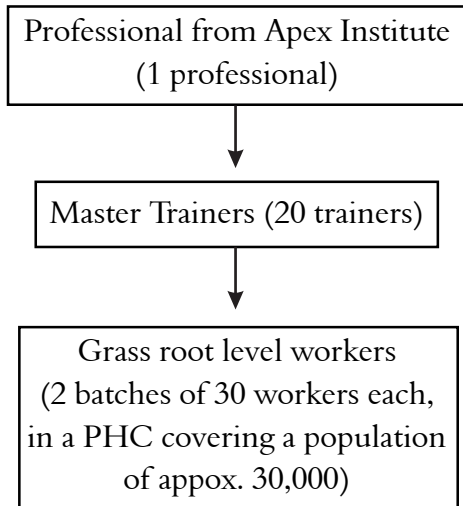 Professional from Apex Institute
(1 professional)
Master Trainers (20 trainers)
Grass root level workers
(2 batches of 30 workers each,
in a PHC covering a population
of appox. 30,000)